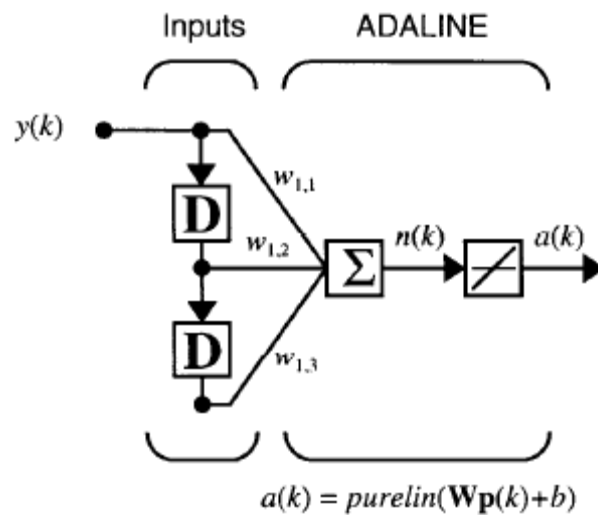 Inputs ADALINE
y(k)
w1,1
D
w1,2
Σ
n(k)
a(k)
D
w1,3
a(k) = purelin(Wp(k)+b)